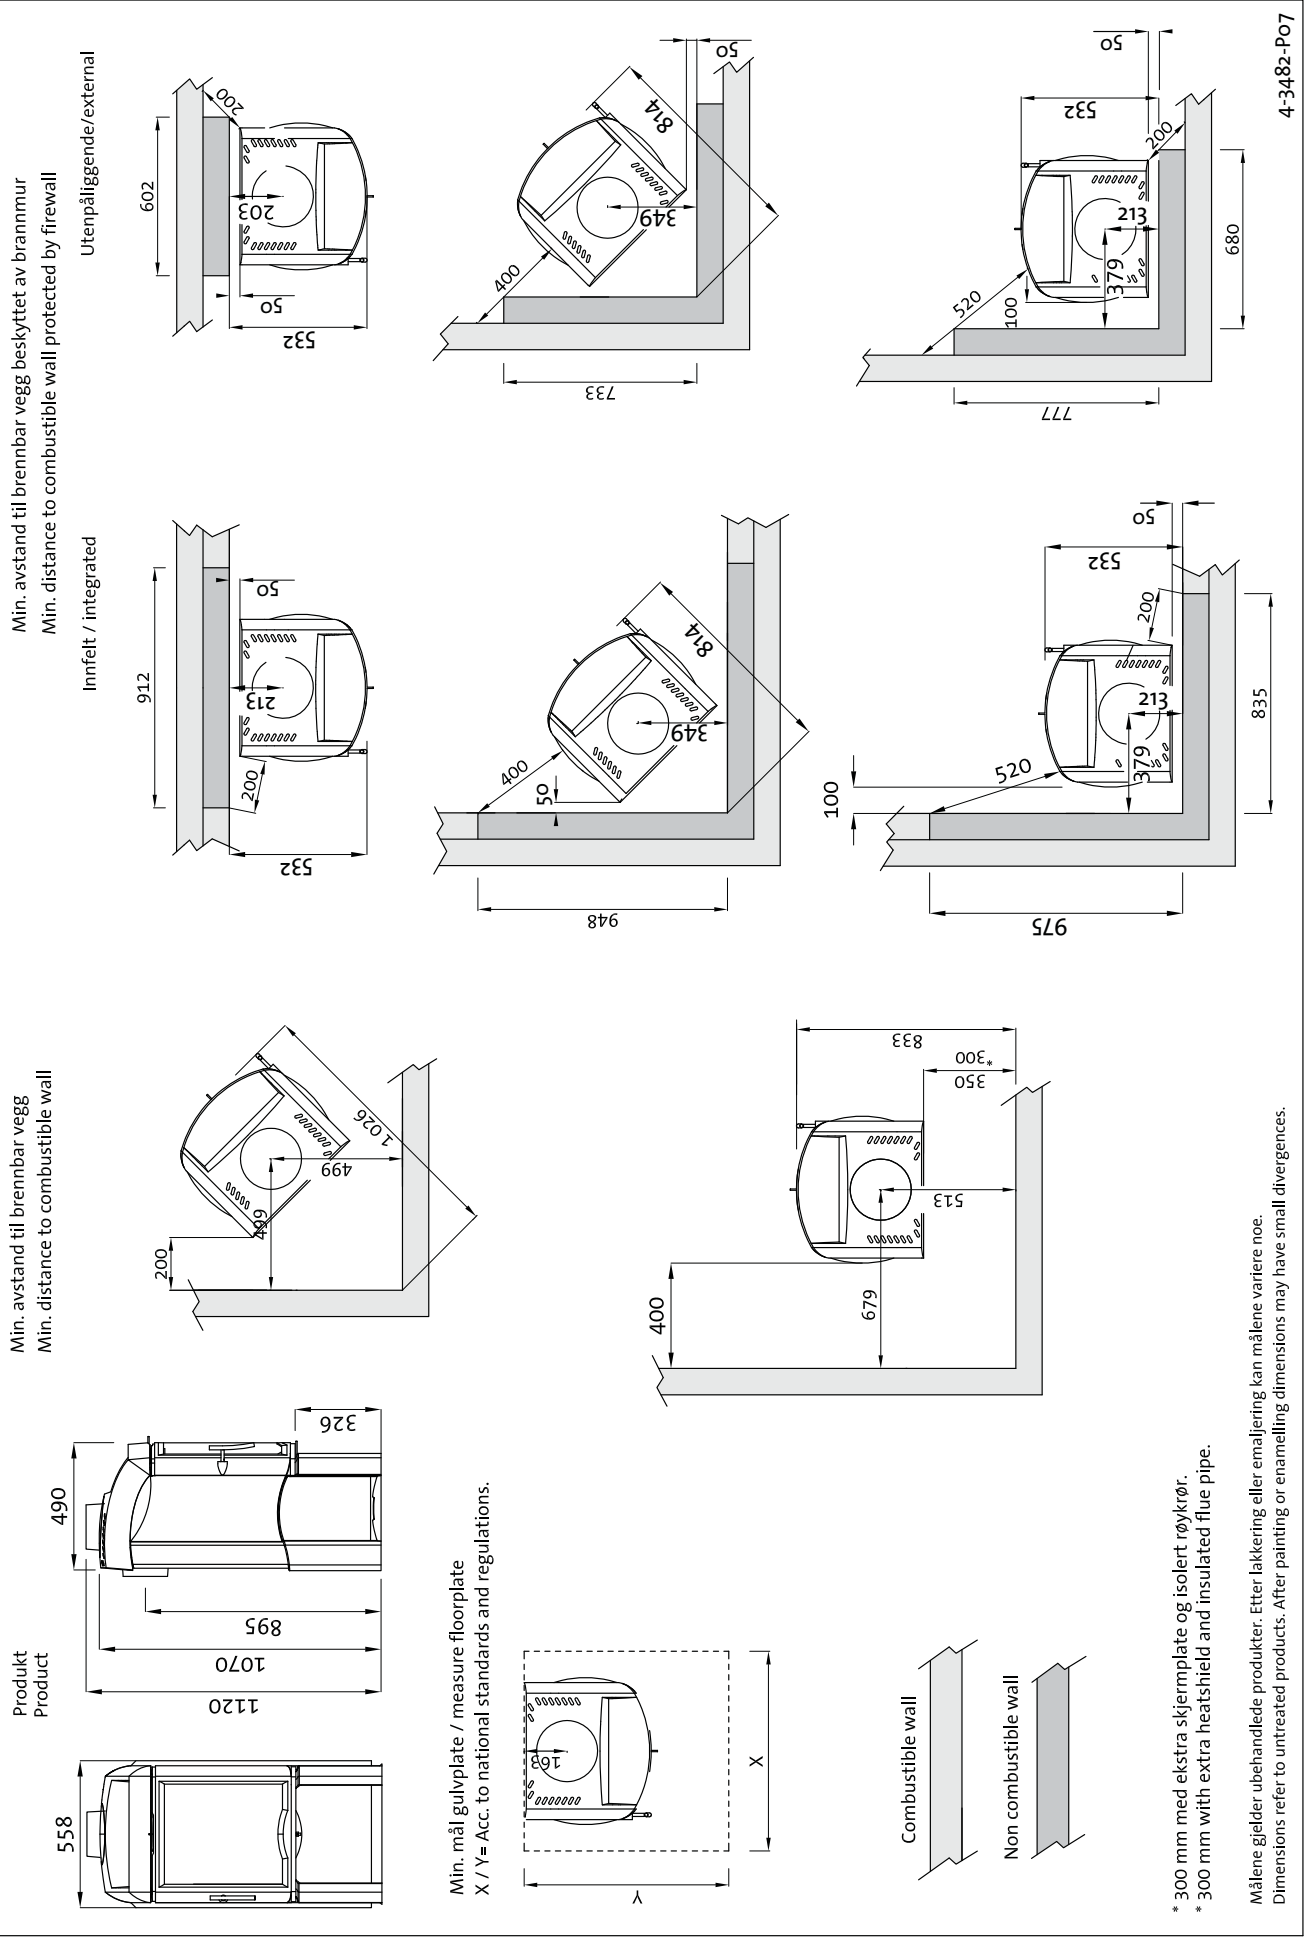 Produkt
Product
558
490
326
895
1070
1120
Min. mål gulvplate / measure floorplate
X / Y= Acc. to national standards and regulations.
163
X
Y
Combustible wall
Non combustible wall
* 300 mm med ekstra skjermplate og isolert røykrør.
* 300 mm with extra heatshield and insulated flue pipe.
Målene gjelder ubehandlede produkter. Etter lakkering eller emaljering kan målene variere noe.
Dimensions refer to untreated products. After painting or enamelling dimensions may have small divergences.
Min. avstand til brennbar vegg
Min. distance to combustible wall
200
499
499
1 026
400
679
513
350
300*
833
Min. avstand til brennbar vegg beskyttet av brannmur
Min. distance to combustible wall protected by firewall
Innfelt / integrated
912
213
50
200
532
400
50
349
814
948
100
520
379
213
200
532
50
835
975
Utenpåliggende/external
602
200
203
50
532
400
349
814
50
733
520
100
379
213
200
532
50
680
777
4-3482-P07